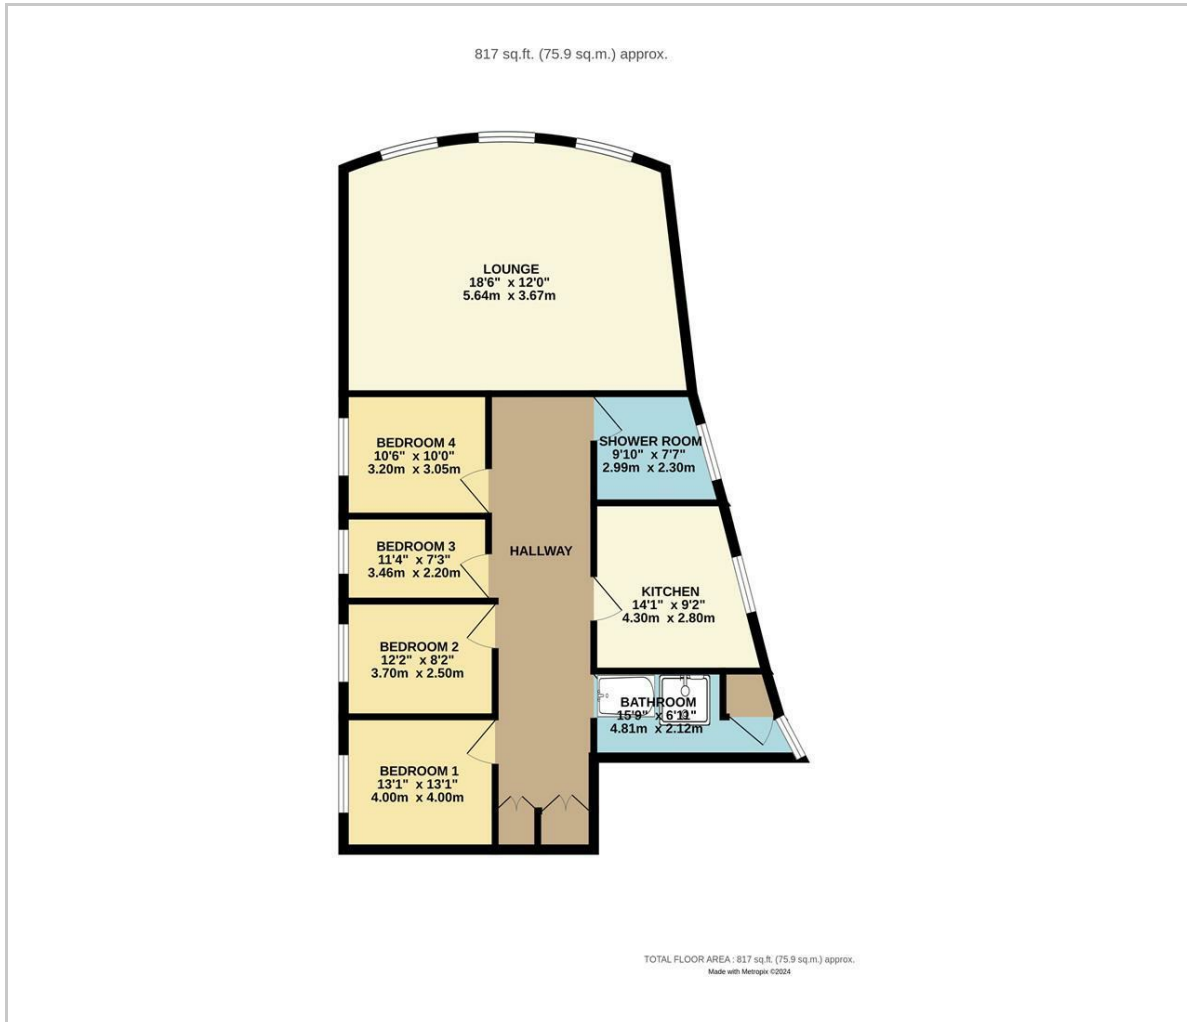 817 sq.ft. (75.9 sq.m.) approx.
LOUNGE
18'6" x 12'0"
5.64m x 3.67m
BEDROOM 4
10'6" x 10'0"
3.20m x 3.05m
SHOWER ROOM
9'10" x 7'7"
2.99m x 2.30m
BEDROOM 3
11'4" x 7'3"
3.46m x 2.20m
HALLWAY
KITCHEN
14'1" x 9'2"
4.30m x 2.80m
BEDROOM 2
12'2" x 8'2"
3.70m x 2.50m
BATHROOM
15'9" x 6'11"
4.81m x 2.12m
BEDROOM 1
13'1" x 13'1"
4.00m x 4.00m
TOTAL FLOOR AREA : 817 sq.ft. (75.9 sq.m.) approx.
Made with Metropix ©2024